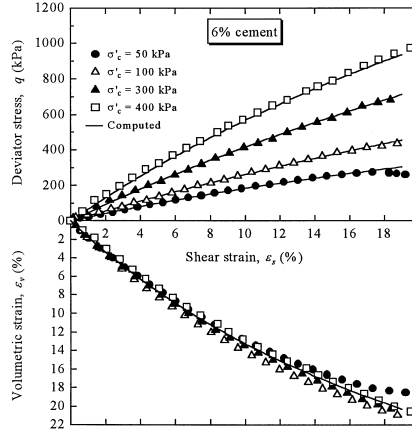 1200
1000
800
600
400
200
0
Deviator stress, q (kPa)
6% cement
σ'c = 50 kPa
σ'c = 100 kPa
σ'c = 300 kPa
σ'c = 400 kPa
Computed
2 4 6 8 10 12 14 16 18
Shear strain, εs (%)
2
4
6
8
10
12
14
16
18
20
22
Volumetric strain, εv (%)